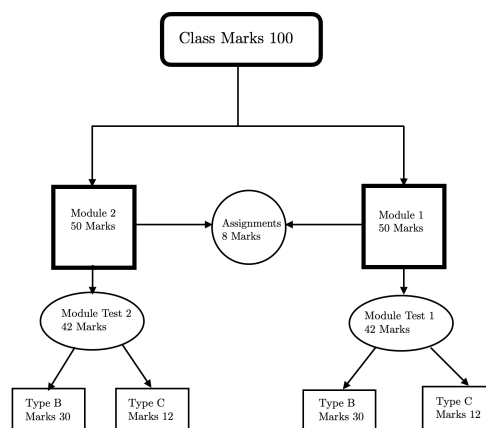 Class Marks 100
Module 2
50 Marks
Assignments
8 Marks
Module 1
50 Marks
Module Test 2
42 Marks
Module Test 1
42 Marks
Type B
Marks 30
Type C
Marks 12
Type B
Marks 30
Type C
Marks 12